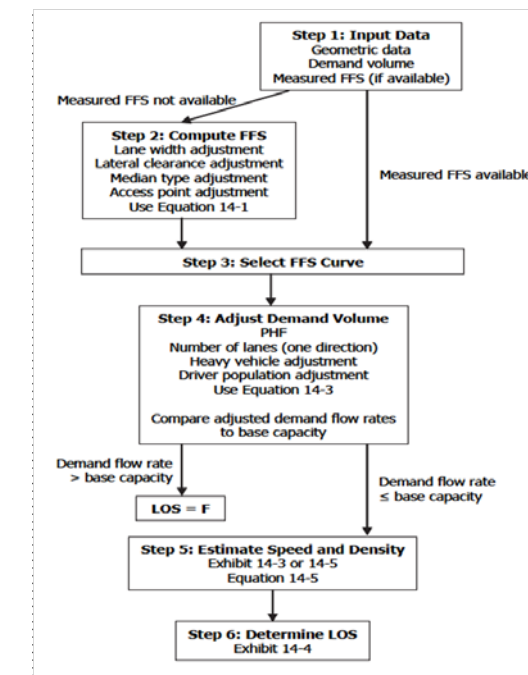 Step 1: Input Data
Geometric data
Demand volume
Measured FFS (if available)
Measured FFS not available
Step 2: Compute FFS
Lane width adjustment
Lateral clearance adjustment
Median type adjustment
Access point adjustment
Use Equation 14-1
Measured FFS available
Step 3: Select FFS Curve
Step 4: Adjust Demand Volume
PHF
Number of lanes (one direction)
Heavy vehicle adjustment
Driver population adjustment
Use Equation 14-3
Compare adjusted demand flow rates
to base capacity
Demand flow rate
> base capacity
LOS = F
Demand flow rate
≤ base capacity
Step 5: Estimate Speed and Density
Exhibit 14-3 or 14-5
Equation 14-5
Step 6: Determine LOS
Exhibit 14-4